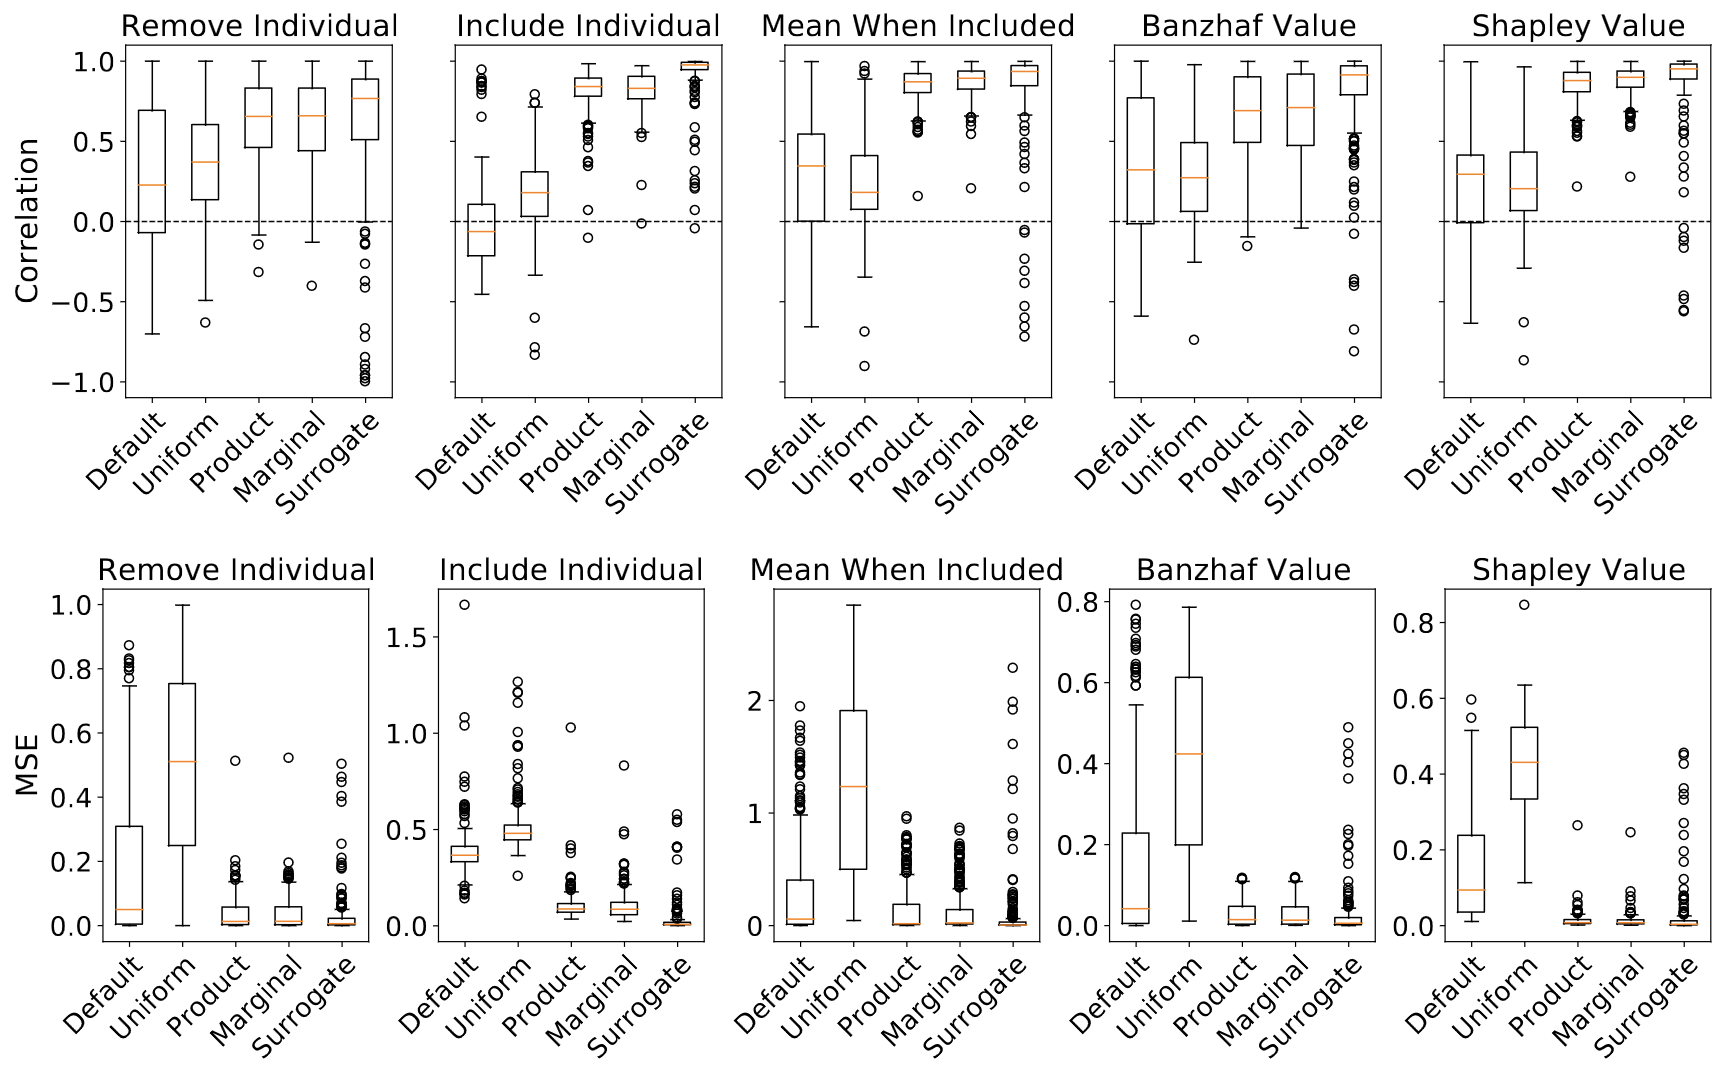 Remove Individual
Include Individual
Mean When Included
Banzhaf Value
Shapley Value
Correlation
1.0
0.5
0.0
−0.5
−1.0
Default
Uniform
Product
Marginal
Surrogate
Default
Uniform
Product
Marginal
Surrogate
Default
Uniform
Product
Marginal
Surrogate
Default
Uniform
Product
Marginal
Surrogate
Default
Uniform
Product
Marginal
Surrogate
Remove Individual
Include Individual
Mean When Included
Banzhaf Value
Shapley Value
MSE
1.0
0.8
0.6
0.4
0.2
0.0
Default
Uniform
Product
Marginal
Surrogate
1.5
1.0
0.5
0.0
Default
Uniform
Product
Marginal
Surrogate
2
1
0
Default
Uniform
Product
Marginal
Surrogate
0.8
0.6
0.4
0.2
0.0
Default
Uniform
Product
Marginal
Surrogate
0.8
0.6
0.4
0.2
0.0
Default
Uniform
Product
Marginal
Surrogate